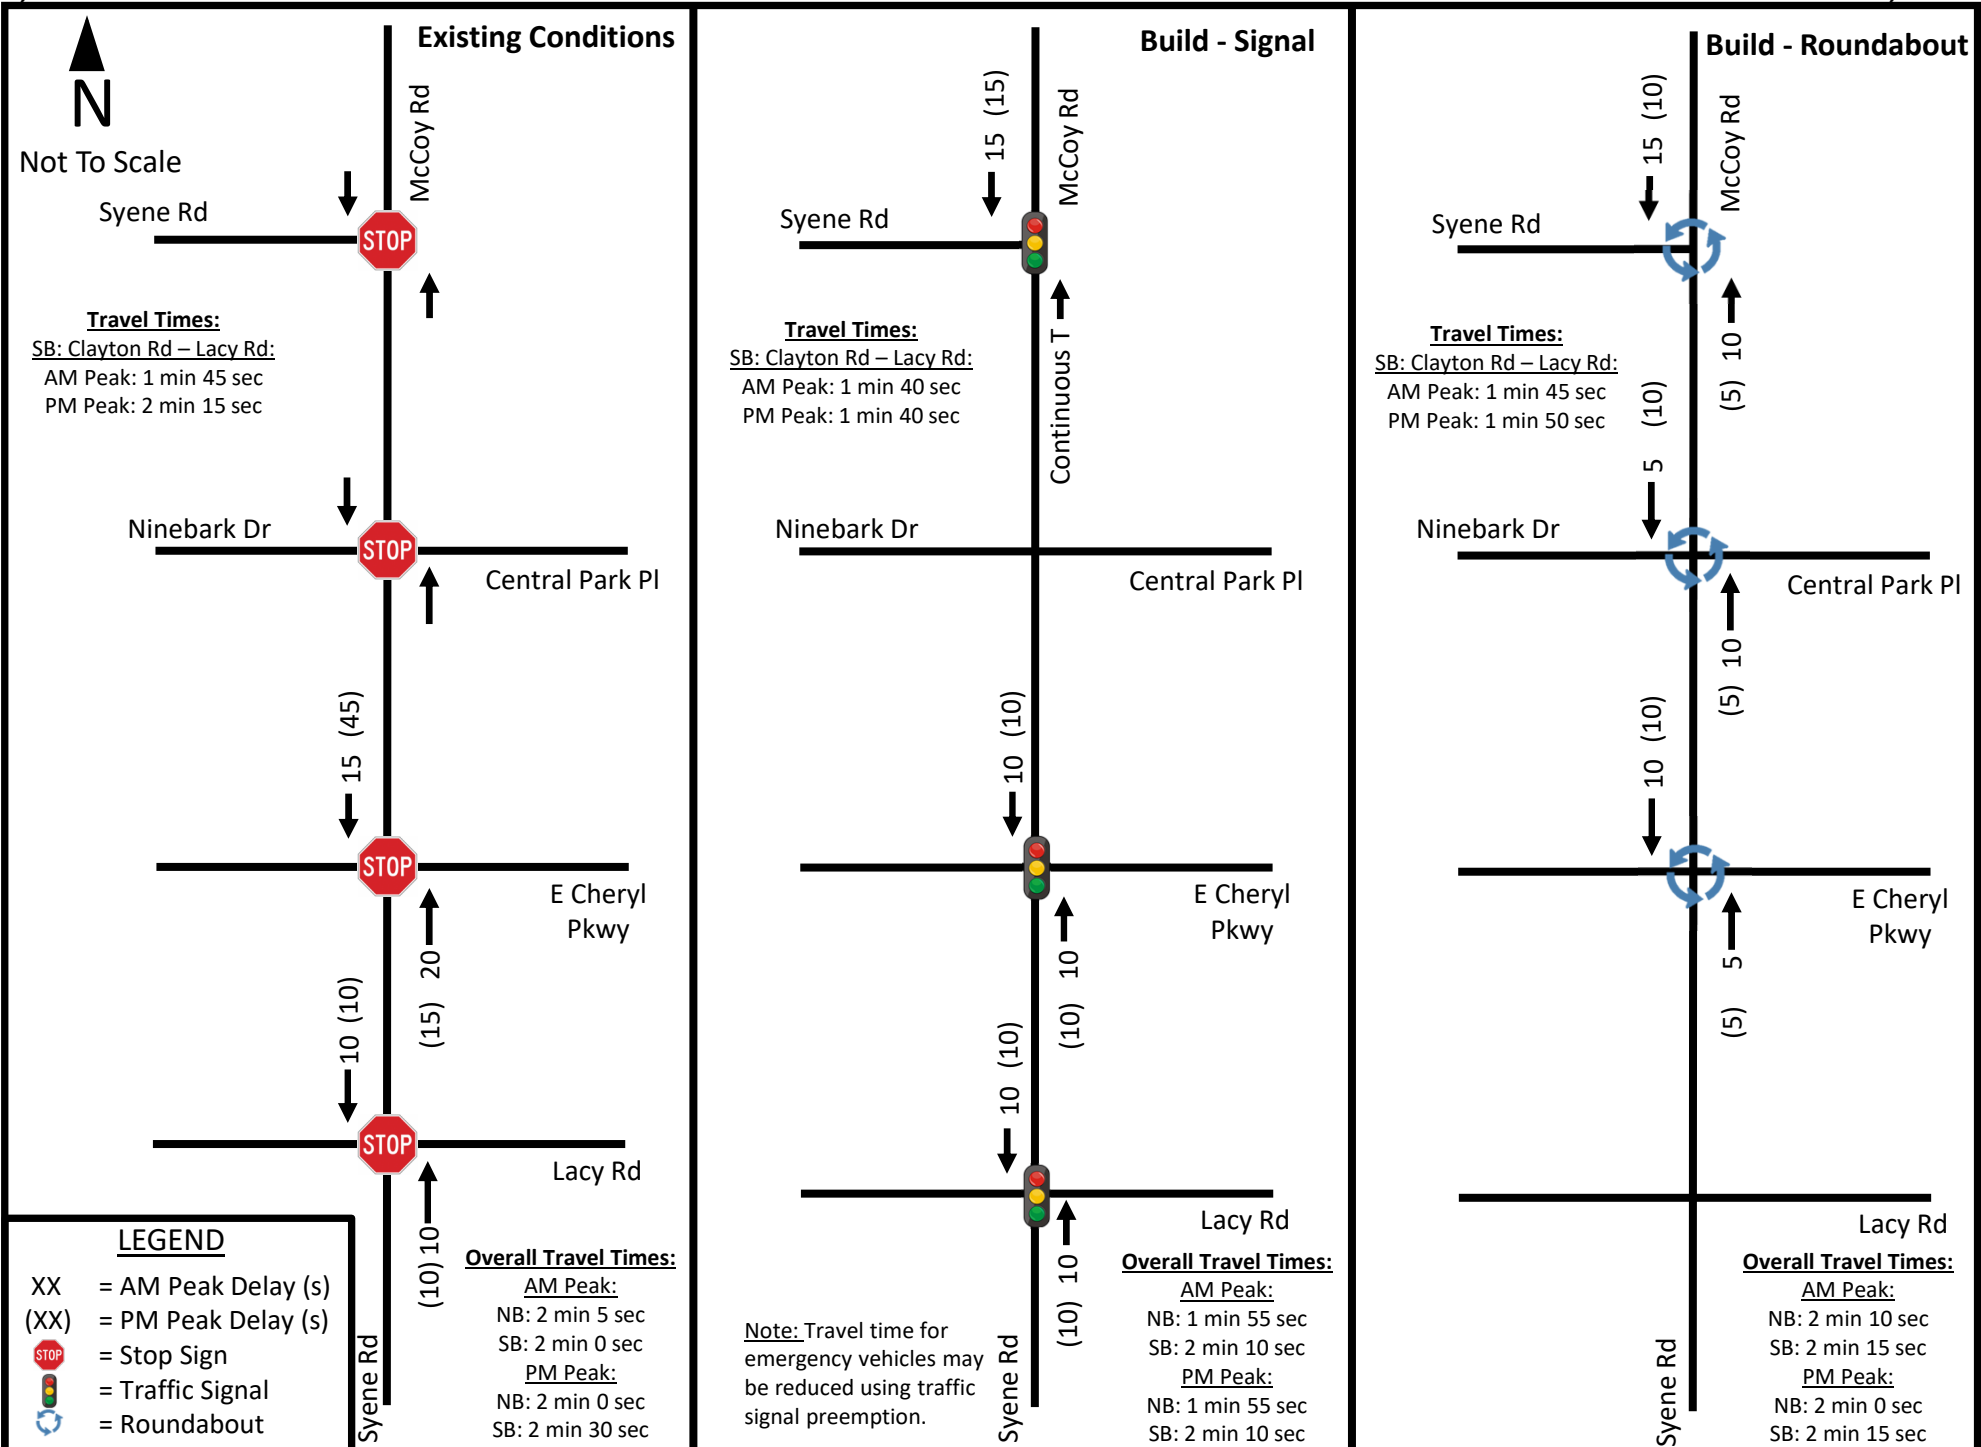 Existing Conditions
N
Not To Scale
McCoy Rd
Syene Rd
STOP
Travel Times:
SB: Clayton Rd – Lacy Rd:
AM Peak: 1 min 45 sec
PM Peak: 2 min 15 sec
Ninebark Dr
STOP
Central Park Pl
15 (45)
STOP
E Cheryl
Pkwy
(15) 20
10 (10)
STOP
Lacy Rd
(10) 10
Syene Rd
Overall Travel Times:
AM Peak:
NB: 2 min 5 sec
SB: 2 min 0 sec
PM Peak:
NB: 2 min 0 sec
SB: 2 min 30 sec
LEGEND
XX = AM Peak Delay (s)
(XX) = PM Peak Delay (s)
STOP = Stop Sign
= Traffic Signal
= Roundabout
Build - Signal
15 (15)
McCoy Rd
Syene Rd
Continuous T
Travel Times:
SB: Clayton Rd – Lacy Rd:
AM Peak: 1 min 40 sec
PM Peak: 1 min 40 sec
Ninebark Dr
Central Park Pl
10 (10)
E Cheryl
Pkwy
(10) 10
10 (10)
Lacy Rd
(10) 10
Syene Rd
Note: Travel time for
emergency vehicles may
be reduced using traffic
signal preemption.
Overall Travel Times:
AM Peak:
NB: 1 min 55 sec
SB: 2 min 10 sec
PM Peak:
NB: 1 min 55 sec
SB: 2 min 10 sec
Build - Roundabout
15 (10)
McCoy Rd
Syene Rd
(5) 10
Travel Times:
SB: Clayton Rd – Lacy Rd:
AM Peak: 1 min 45 sec
PM Peak: 1 min 50 sec
5 (10)
Ninebark Dr
Central Park Pl
(5) 10
10 (10)
E Cheryl
Pkwy
(5) 5
Lacy Rd
Syene Rd
Overall Travel Times:
AM Peak:
NB: 2 min 10 sec
SB: 2 min 15 sec
PM Peak:
NB: 2 min 0 sec
SB: 2 min 15 sec